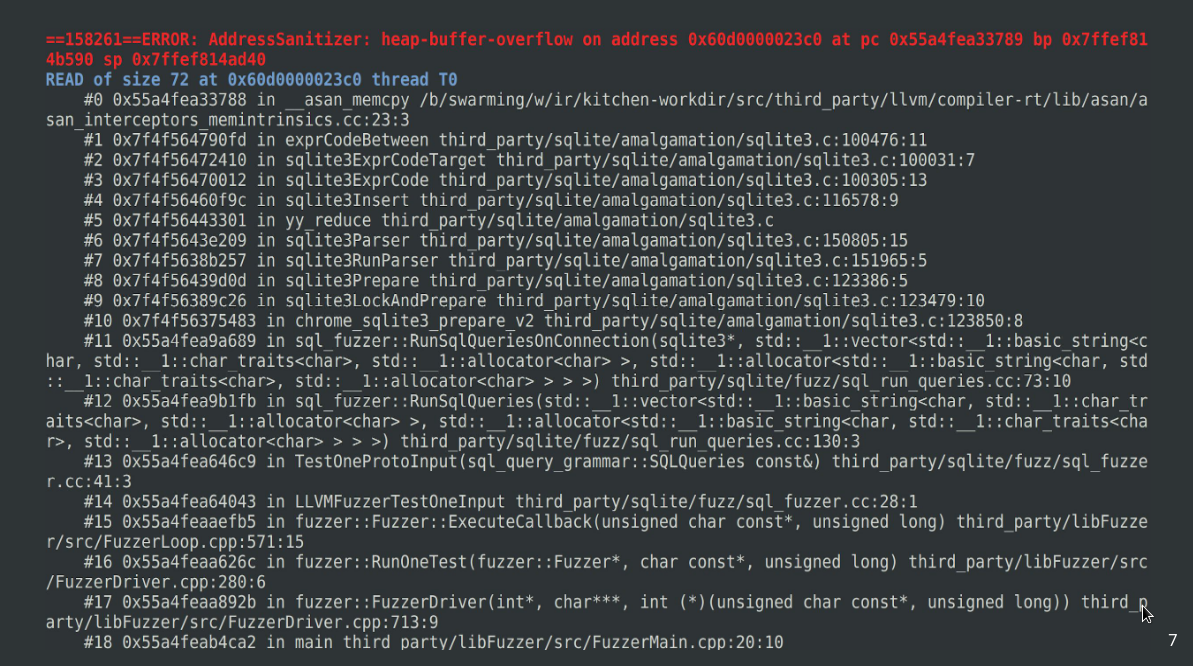 ==158261==ERROR: AddressSanitizer: heap-buffer-overflow on address 0x60d0000023c0 at pc 0x55a4fea33789 bp 0x7ffef81
4b590 sp 0x7ffef814ad40
READ of size 72 at 0x60d0000023c0 thread T0
#0 0x55a4fea33788 in __asan_memcpy /b/swarming/w/ir/kitchen-workdir/src/third_party/llvm/compiler-rt/lib/asan/a
san_interceptors_memintrinsics.cc:23:3
#1 0x7f4f564790fd in exprCodeBetween third_party/sqlite/amalgamation/sqlite3.c:100476:11
#2 0x7f4f56472410 in sqlite3ExprCodeTarget third_party/sqlite/amalgamation/sqlite3.c:100031:7
#3 0x7f4f56470012 in sqlite3ExprCode third_party/sqlite/amalgamation/sqlite3.c:100305:13
#4 0x7f4f56460f9c in sqlite3Insert third_party/sqlite/amalgamation/sqlite3.c:116578:9
#5 0x7f4f56443301 in yy_reduce third_party/sqlite/amalgamation/sqlite3.c
#6 0x7f4f5643e209 in sqlite3Parser third_party/sqlite/amalgamation/sqlite3.c:150805:15
#7 0x7f4f5638b257 in sqlite3RunParser third_party/sqlite/amalgamation/sqlite3.c:151965:5
#8 0x7f4f56439d0d in sqlite3Prepare third_party/sqlite/amalgamation/sqlite3.c:123386:5
#9 0x7f4f56389c26 in sqlite3LockAndPrepare third_party/sqlite/amalgamation/sqlite3.c:123479:10
#10 0x7f4f56375483 in chrome_sqlite3_prepare_v2 third_party/sqlite/amalgamation/sqlite3.c:123850:8
#11 0x55a4fea9a689 in sql_fuzzer::RunSqlQueriesOnConnection(sqlite3*, std::__1::vector<std::__1::basic_string<c
har, std::__1::char_traits<char>, std::__1::allocator<char> >, std::__1::allocator<std::__1::basic_string<char, std
::__1::char_traits<char>, std::__1::allocator<char> > > >) third_party/sqlite/fuzz/sql_run_queries.cc:73:10
#12 0x55a4fea9b1fb in sql_fuzzer::RunSqlQueries(std::__1::vector<std::__1::basic_string<char, std::__1::char_tr
aits<char>, std::__1::allocator<char> >, std::__1::allocator<std::__1::basic_string<char, std::__1::char_traits<cha
r>, std::__1::allocator<char> > > >) third_party/sqlite/fuzz/sql_run_queries.cc:130:3
#13 0x55a4fea646c9 in TestOneProtoInput(sql_query_grammar::SQLQueries const&) third_party/sqlite/fuzz/sql_fuzze
r.cc:41:3
#14 0x55a4fea64043 in LLVMFuzzerTestOneInput third_party/sqlite/fuzz/sql_fuzzer.cc:28:1
#15 0x55a4feaaefb5 in fuzzer::Fuzzer::ExecuteCallback(unsigned char const*, unsigned long) third_party/libFuzze
r/src/FuzzerLoop.cpp:571:15
#16 0x55a4feaa626c in fuzzer::RunOneTest(fuzzer::Fuzzer*, char const*, unsigned long) third_party/libFuzzer/src
/FuzzerDriver.cpp:280:6
#17 0x55a4feaa892b in fuzzer::FuzzerDriver(int*, char***, int (*)(unsigned char const*, unsigned long)) third_p
arty/libFuzzer/src/FuzzerDriver.cpp:713:9
#18 0x55a4feab4ca2 in main third_party/libFuzzer/src/FuzzerMain.cpp:20:10
7